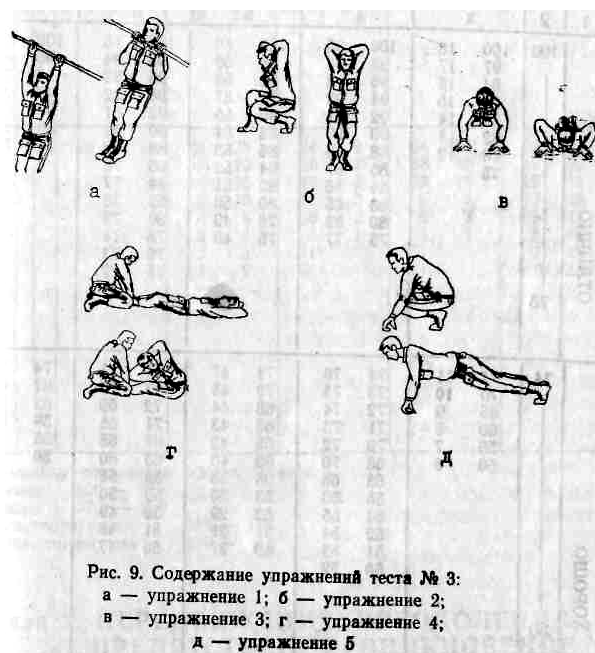 а
б
в
г
д
Рис. 9. Содержание упражнений теста № 3:
а — упражнение 1; б — упражнение 2;
в — упражнение 3; г — упражнение 4;
д — упражнение 5